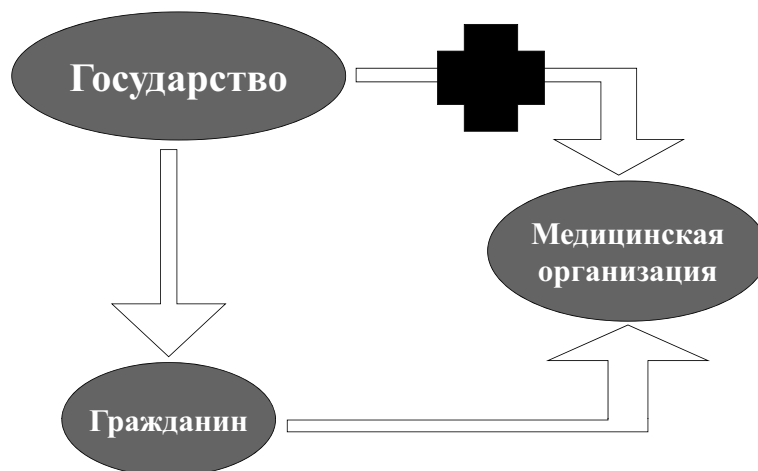 Государство
Медицинская
организация
Гражданин